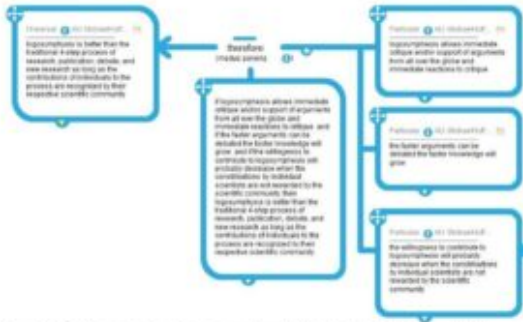 therefore
(modus ponens)
logosymphesis is better than the
traditional 4-step process of
research, publication, debate, and
new research as long as the
contributions of individuals to the
process are recognized to their
respective scientific community
if logosymphesis allows immediate
critique and/or support of arguments
from all over the globe and
immediate reactions to critique, and
if the faster arguments can be
debated the faster knowledge will
grow, and if the willingness to
contribute to logosymphesis will
probably decrease when the
contributions by individual
scientists are not rewarded by the
scientific community, then
logosymphesis is better than the
traditional 4-step process of
research, publication, debate, and
new research as long as the
contributions of individuals to the
process are recognized to their
respective scientific community
logosymphesis allows immediate
critique and/or support of arguments
from all over the globe and
immediate reactions to critique
the faster arguments can be
debated the faster knowledge will
grow
the willingness to contribute to
logosymphesis will probably
decrease when the contributions
by individual scientists are not
rewarded by the scientific
community